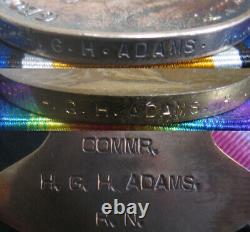 G. H. ADAMS.
H. G. H. ADAMS.
COMMR.
H. G. H. ADAMS.
R. N.